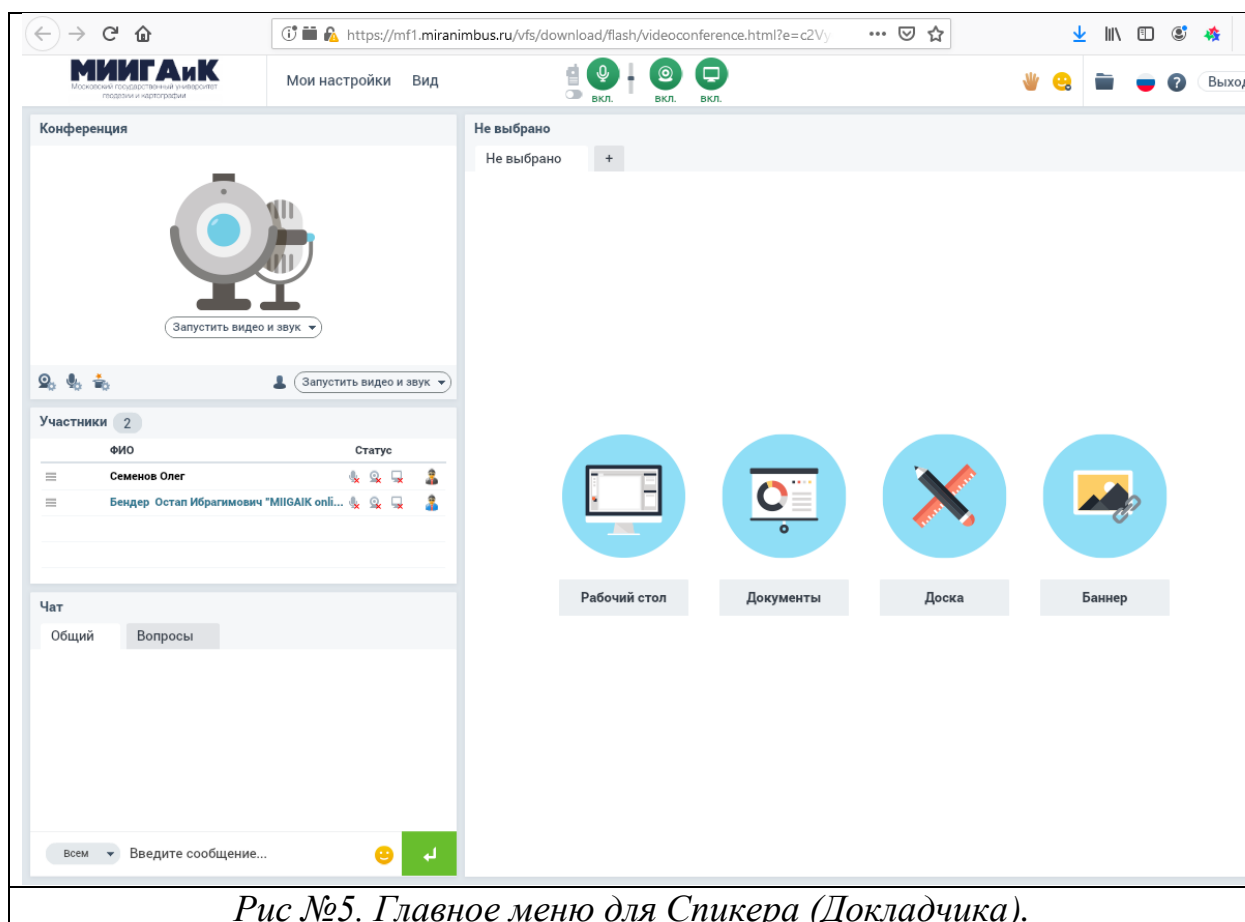 https://mf1.miranimbus.ru/vfs/download/flash/videoconference.html?e=c2Vy
МИИГАиК
Московский государственный университет
геодезии и картографии
Мои настройки Вид
вкл. вкл. вкл.
Выход
Конференция
Запустить видео и звук
Запустить видео и звук
Участники 2
ФИО Статус
Семенов Олег
Бендер Остап Ибрагимович "MIIGAIK onli...
Чат
Общий Вопросы
Всем Введите сообщение...
Не выбрано
Не выбрано +
Рабочий стол Документы Доска Баннер
Рис №5. Главное меню для Спикера (Докладчика).